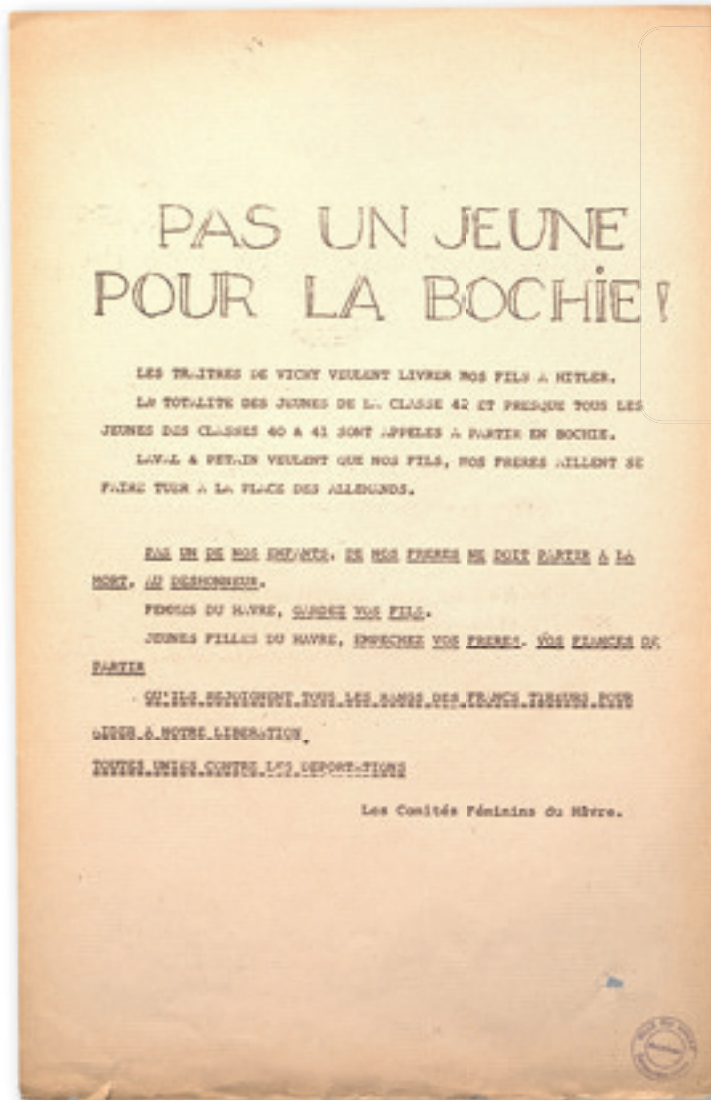 PAS UN JEUNE
POUR LA BOCHiE !
LES TRAITRES DE VICHY VEULENT LIVRER NOS FILS A HITLER.
LA TOTALITE DES JEUNES DE LA CLASSE 42 ET PRESQUE TOUS LES
JEUNES DES CLASSES 40 & 41 SONT APPELES A PARTIR EN BOCHIE.
LAVAL & PETAIN VEULENT QUE NOS FILS, NOS FRERES AILLENT SE
FAIRE TUER A LA PLACE DES ALLEMANDS.
PAS UN DE NOS ENFANTS, DE NOS FRERES NE DOIT PARTIR A LA
MORT, AU DESHONNEUR.
FEMMES DU HAVRE, GARDEZ VOS FILS.
JEUNES FILLES DU HAVRE, EMPECHEZ VOS FRERES, VOS FIANCES DE
PARTIR
QU'ILS REJOIGNENT TOUS LES RANGS DES FRANCS TIREURS POUR
AIDER A NOTRE LIBERATION.
TOUTES UNIES CONTRE LES DEPORTATIONS
Les Comités Féminins du Hâvre.